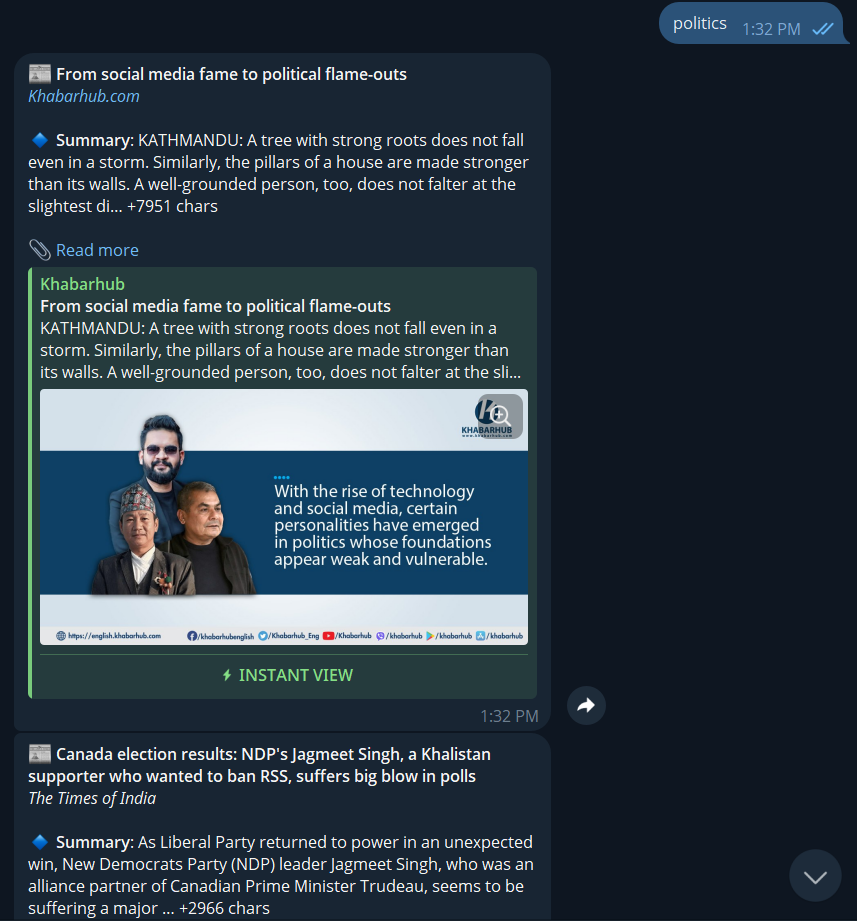 politics 1:32 PM
From social media fame to political flame-outs
Khabarhub.com
Summary: KATHMANDU: A tree with strong roots does not fall
even in a storm. Similarly, the pillars of a house are made stronger
than its walls. A well-grounded person, too, does not falter at the
slightest di... +7951 chars
Read more
Khabarhub
From social media fame to political flame-outs
KATHMANDU: A tree with strong roots does not fall even in a
storm. Similarly, the pillars of a house are made stronger than
its walls. A well-grounded person, too, does not falter at the sli...
KHABARHUB
www.khabarhub.com
With the rise of technology
and social media, certain
personalities have emerged
in politics whose foundations
appear weak and vulnerable.
https://english.khabarhub.com /khabarhubenglish /Khabarhub_Eng /Khabarhub /khabarhub /khabarhub /khabarhub
INSTANT VIEW
1:32 PM
Canada election results: NDP's Jagmeet Singh, a Khalistan
supporter who wanted to ban RSS, suffers big blow in polls
The Times of India
Summary: As Liberal Party returned to power in an unexpected
win, New Democrats Party (NDP) leader Jagmeet Singh, who was an
alliance partner of Canadian Prime Minister Trudeau, seems to be
suffering a major ... +2966 chars